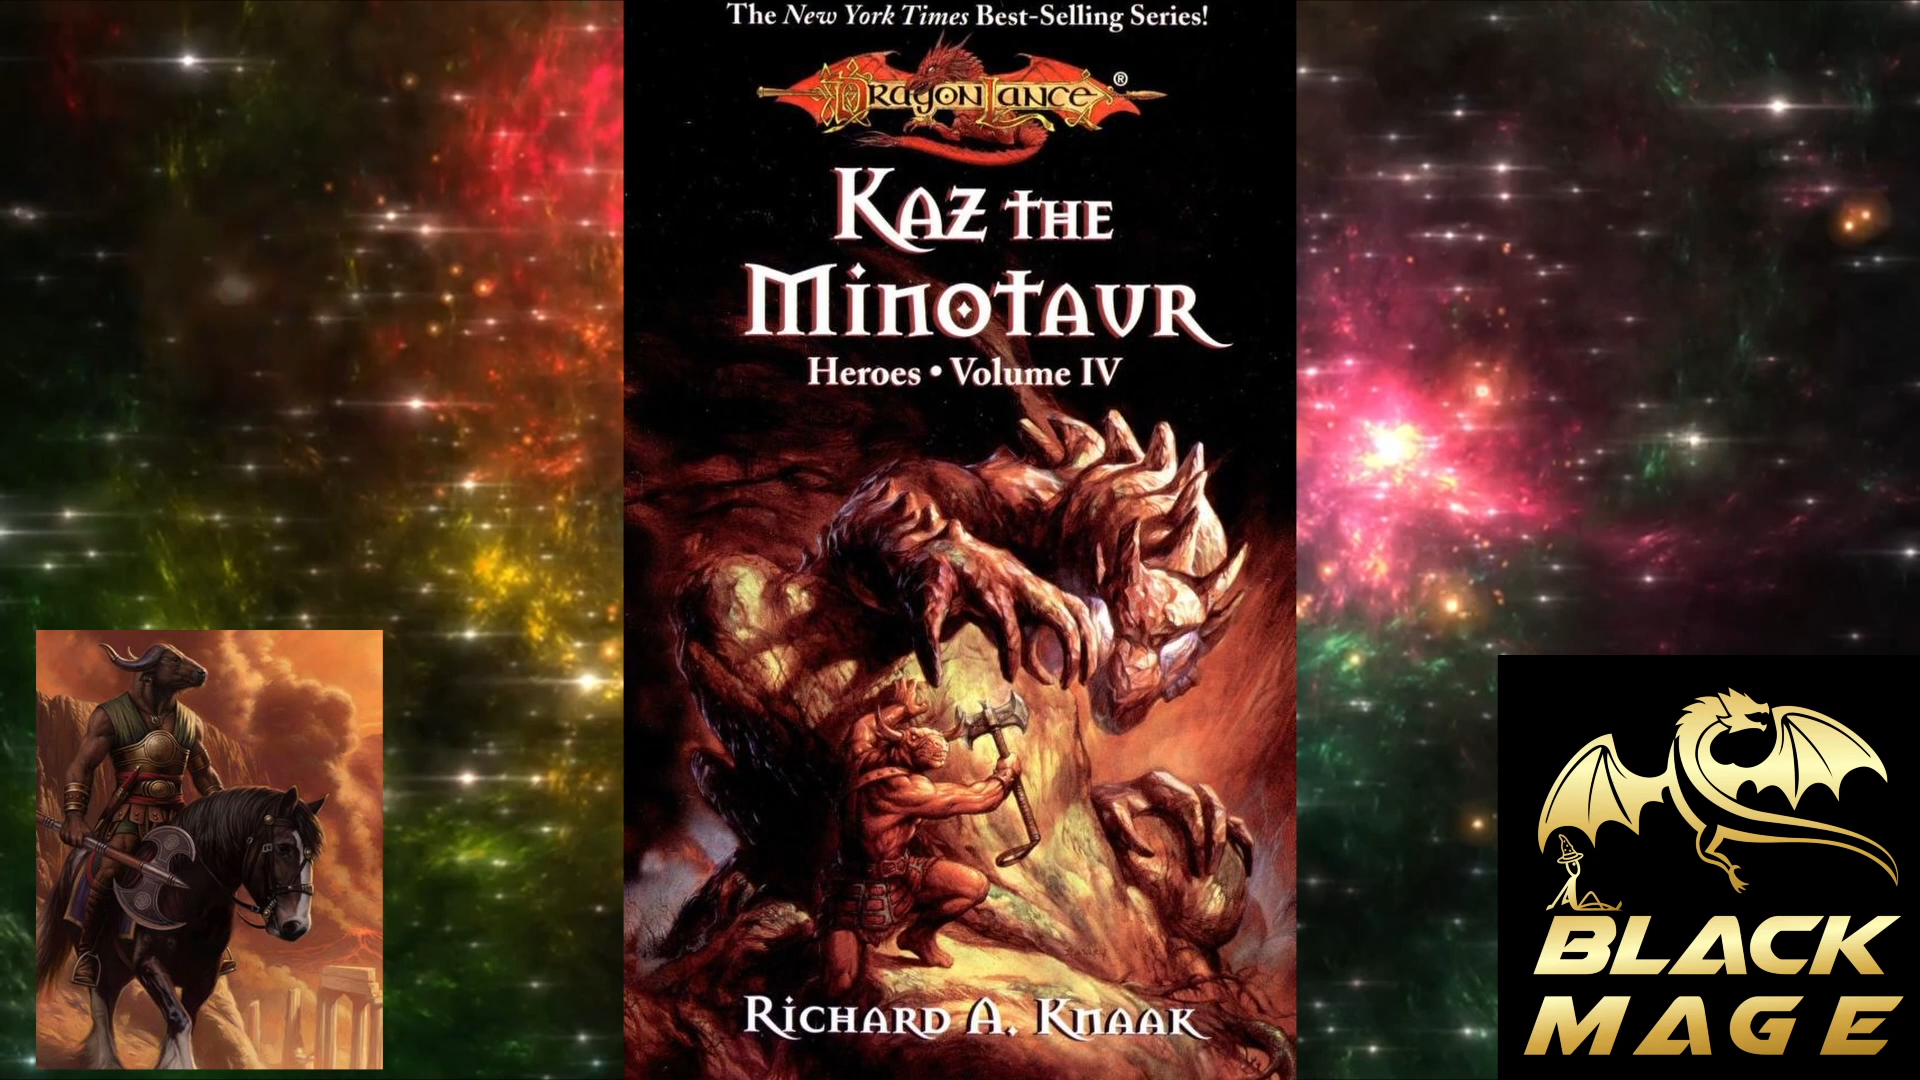 The New York Times Best-Selling Series!
DragonLance®
Kaz the
Minotaur
Heroes • Volume IV
Richard A. Knaak
BLACK
MAGE